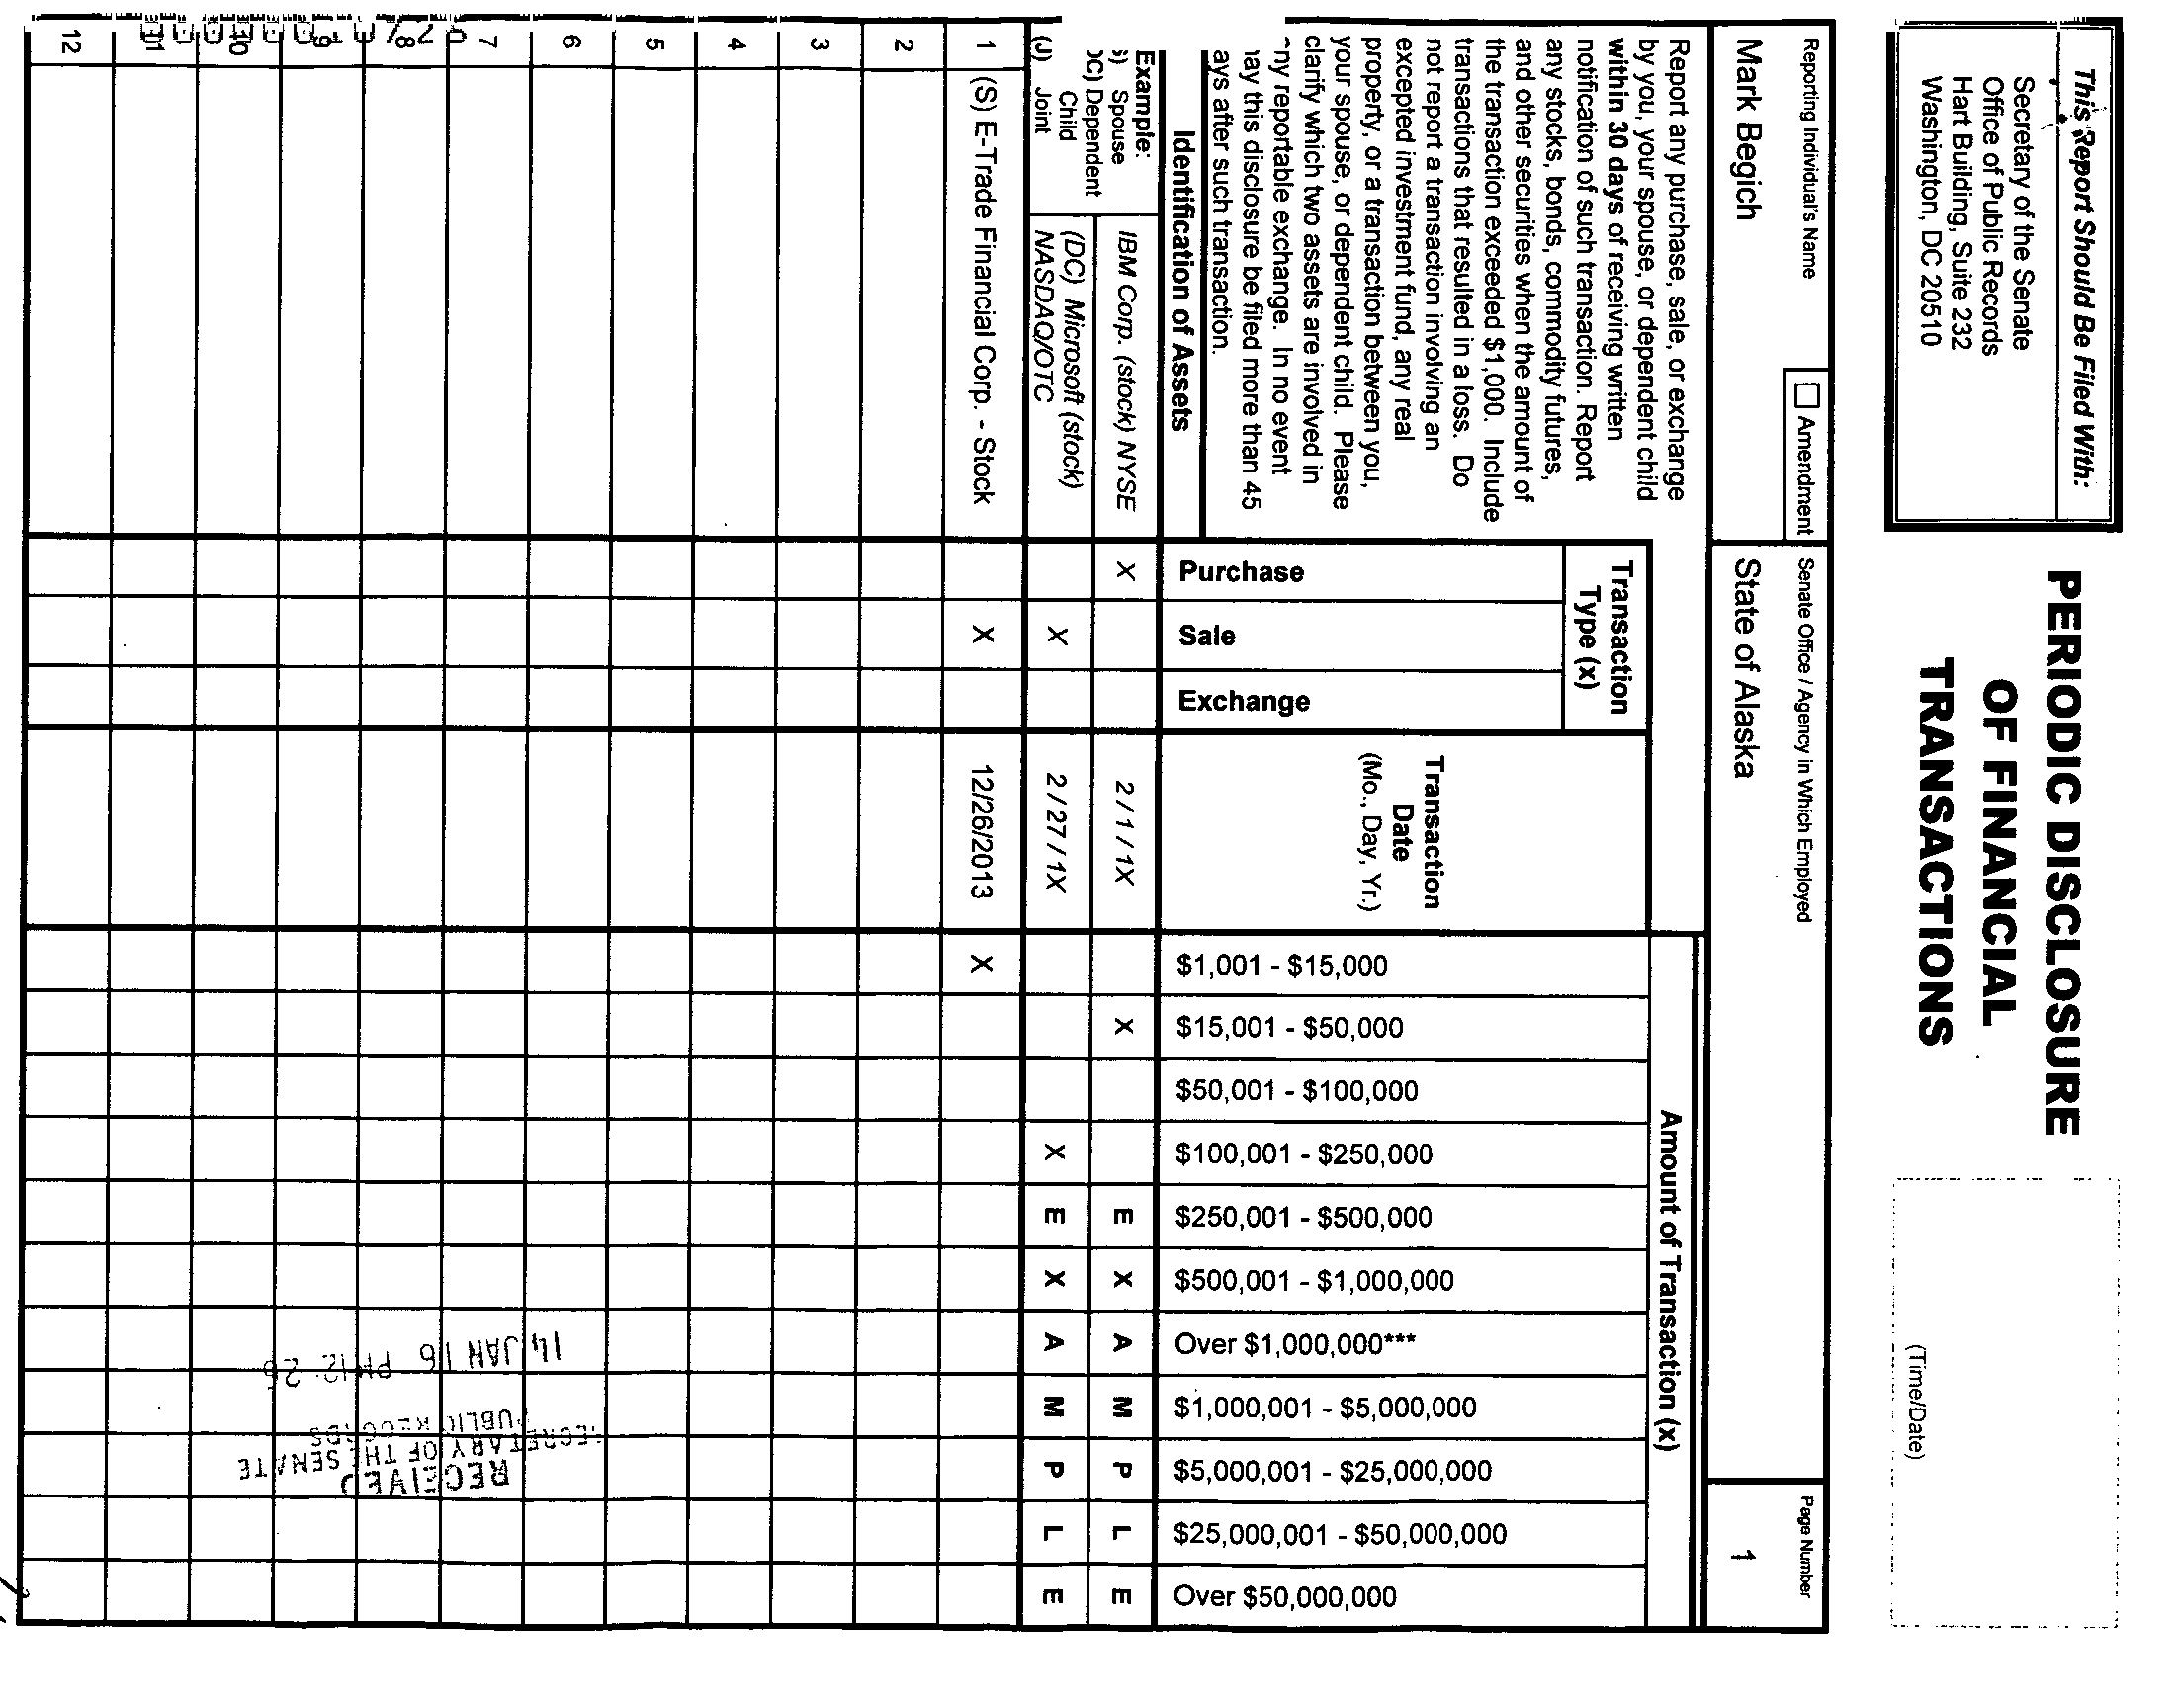 This Report Should Be Filed With:
Secretary of the Senate
Office of Public Records
Hart Building, Suite 232
Washington, DC 20510
PERIODIC DISCLOSURE
OF FINANCIAL
TRANSACTIONS
(Time/Date)
Reporting Individual's Name
Amendment
Senate Office / Agency in Which Employed
Page Number
Mark Begich
State of Alaska
1
Report any purchase, sale, or exchange
by you, your spouse, or dependent child
within 30 days of receiving written
notification of such transaction. Report
any stocks, bonds, commodity futures,
and other securities when the amount of
the transaction exceeded $1,000. Include
transactions that resulted in a loss. Do
not report a transaction involving an
excepted investment fund, any real
property, or a transaction between you,
your spouse, or dependent child. Please
clarify which two assets are involved in
ny reportable exchange. In no event
nay this disclosure be filed more than 45
ays after such transaction.
Identification of Assets
Transaction
Type (x)
Purchase
Sale
Exchange
Transaction
Date
(Mo., Day, Yr.)
Amount of Transaction (x)
$1,001 - $15,000
$15,001 - $50,000
$50,001 - $100,000
$100,001 - $250,000
$250,001 - $500,000
$500,001 - $1,000,000
Over $1,000,000***
$1,000,001 - $5,000,000
$5,000,001 - $25,000,000
$25,000,001 - $50,000,000
Over $50,000,000
Example:
S) Spouse
DC) Dependent
Child
(J) Joint
IBM Corp. (stock) NYSE X 2 / 1 / 1X X E X A M P L E
(DC) Microsoft (stock)
NASDAQ/OTC X 2 / 27 / 1X X E X A M P L E
1 (S) E-Trade Financial Corp. - Stock X 12/26/2013 X
2
3
4
5
6
7
8
9
10
11
12
RECEIVED
SECRETARY OF THE SENATE
PUBLIC RECORDS
14 JAN 16 PM 12:26